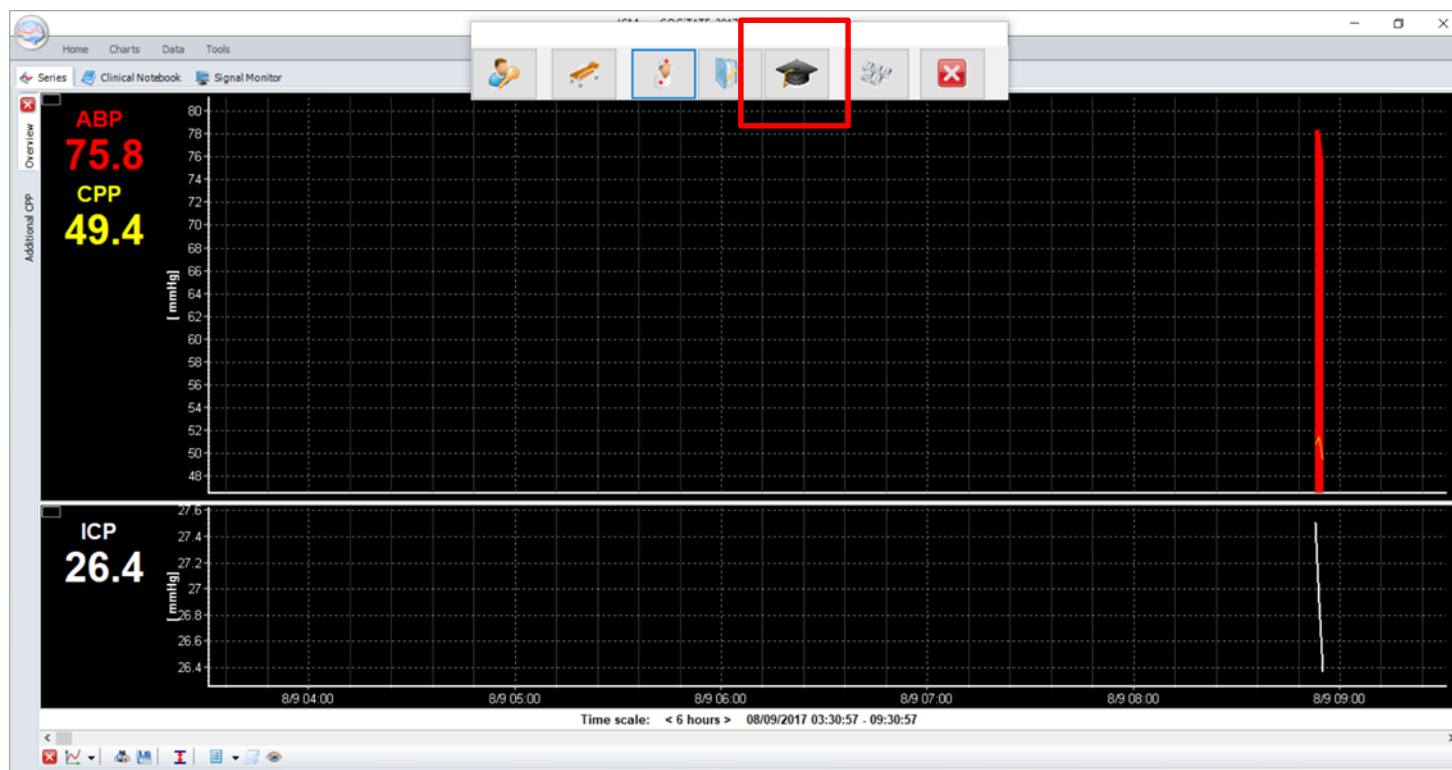 Home Charts Data Tools
Series Clinical Notebook Signal Monitor
Overview
Additional CPP
ABP
75.8
CPP
49.4
[mmHg]
80
78
76
74
72
70
68
66
64
62
60
58
56
54
52
50
48
ICP
26.4
[mmHg]
27.6
27.4
27.2
27
26.8
26.6
26.4
8/9 04:00 8/9 05:00 8/9 06:00 8/9 07:00 8/9 08:00 8/9 09:00
Time scale: < 6 hours > 08/09/2017 03:30:57 - 09:30:57